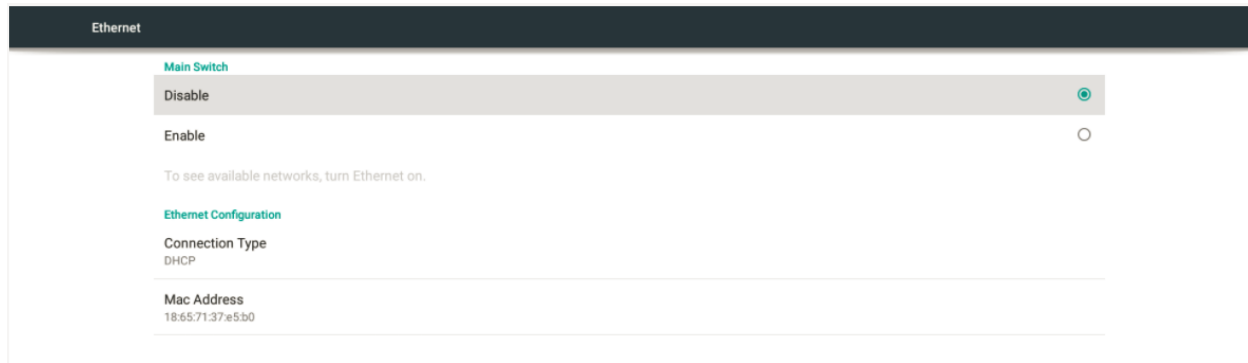 Ethernet
Main Switch
Disable
Enable
To see available networks, turn Ethernet on.
Ethernet Configuration
Connection Type
DHCP
Mac Address
18:65:71:37:e5:b0